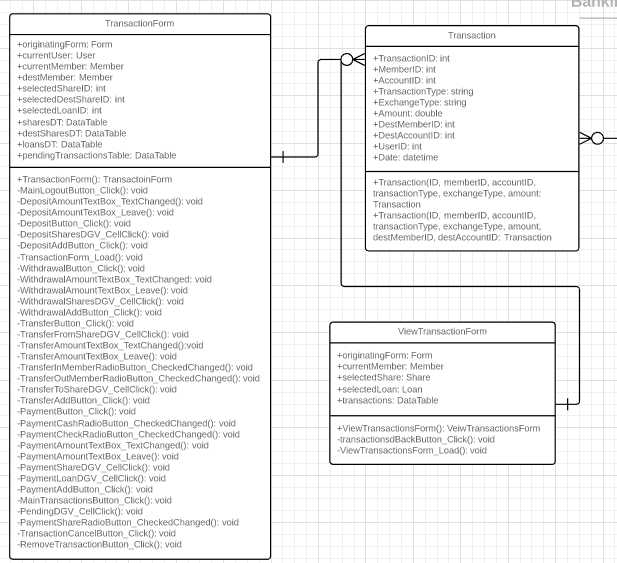 TransactionForm
+originatingForm: Form
+currentUser: User
+currentMember: Member
+destMember: Member
+selectedShareID: int
+selectedDestShareID: int
+selectedLoanID: int
+sharesDT: DataTable
+destSharesDT: DataTable
+loansDT: DataTable
+pendingTransactionsTable: DataTable
+TransactionForm(): TransactoinForm
-MainLogoutButton_Click(): void
-DepositAmountTextBox_TextChanged(): void
-DepositAmountTextBox_Leave(): void
-DepositButton_Click(): void
-DepositSharesDGV_CellClick(): void
-DepositAddButton_Click(): void
-TransactionForm_Load(): void
-WithdrawalButton_Click(): void
-WithdrawalAmountTextBox_TextChanged: void
-WithdrawalAmountTextBox_Leave(): void
-WithdrawalSharesDGV_CellClick(): void
-WithdrawalAddButton_Click(): void
-TransferButton_Click(): void
-TransferFromShareDGV_CellClick(): void
-TransferAmountTextBox_TextChanged():void
-TransferAmountTextBox_Leave(): void
-TransferInMemberRadioButton_CheckedChanged(): void
-TransferOutMemberRadioButton_CheckedChanged(): void
-TransferToShareDGV_CellClick(): void
-TransferAddButton_Click(): void
-PaymentButton_Click(): void
-PaymentCashRadioButton_CheckedChanged(): void
-PaymentCheckRadioButton_CheckedChanged(): void
-PaymentAmountTextBox_TextChanged(): void
-PaymentAmountTextBox_Leave(): void
-PaymentShareDGV_CellClick(): void
-PaymentLoanDGV_CellClick(): void
-PaymentAddButton_Click(): void
-MainTransactionsButton_Click(): void
-PendingDGV_CellClick(): void
-PaymentShareRadioButton_CheckedChanged(): void
-TransactionCancelButton_Click(): void
-RemoveTransactionButton_Click(); void
Transaction
+TransactionID: int
+MemberID: int
+AccountID: int
+TransactionType: string
+ExchangeType: string
+Amount: double
+DestMemberID: int
+DestAccountID: int
+UserID: int
+Date: datetime
+Transaction(ID, memberID, accountID,
transactionType, exchangeType, amount:
Transaction
+Transaction(ID, memberID, accountID,
transactionType, exchangeType, amount,
destMemberID, destAccountID: Transaction
ViewTransactionForm
+originatingForm: Form
+currentMember: Member
+selectedShare: Share
+selectedLoan: Loan
+transactions: DataTable
+ViewTransactionsForm(): VeiwTransactionsForm
-transactionsdBackButton_Click(): void
-ViewTransactionsForm_Load(): void